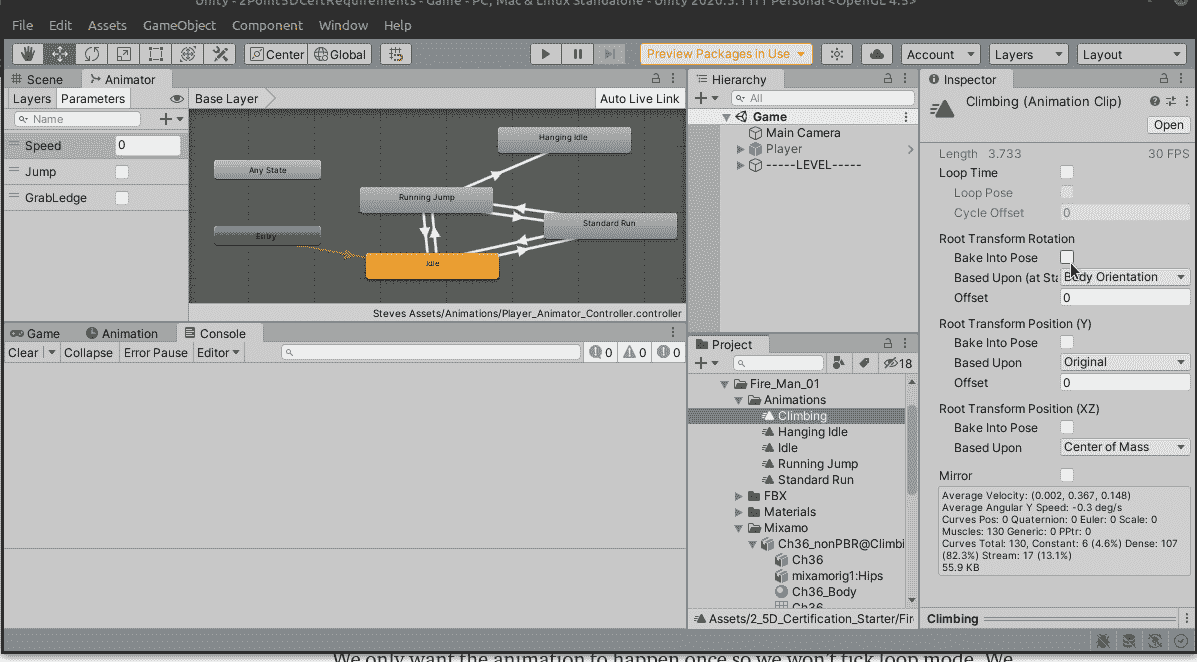 Unity - 2Point5DCertRequirements - Game - PC, Mac & Linux Standalone - Unity 2020.3.11f1 Personal <OpenGL 4.5>
File Edit Assets GameObject Component Window Help
Center Global Preview Packages in Use Account Layers Layout
Scene Animator
Layers Parameters Base Layer Auto Live Link
Name
Speed 0
Jump
GrabLedge
Any State
Entry
Hanging Idle
Running Jump
Standard Run
Idle
Steves Assets/Animations/Player_Animator_Controller.controller
Game Animation Console
Clear Collapse Error Pause Editor 0 0 0
Hierarchy
All
Game
Main Camera
Player
-----LEVEL-----
Project
18
Fire_Man_01
Animations
Climbing
Hanging Idle
Idle
Running Jump
Standard Run
FBX
Materials
Mixamo
Ch36_nonPBR@Climbi
Ch36
mixamorig1:Hips
Ch36_Body
Ch36
Assets/2_5D_Certification_Starter/Fir
Inspector
Climbing (Animation Clip)
Open
Length 3.733 30 FPS
Loop Time
Loop Pose
Cycle Offset 0
Root Transform Rotation
Bake Into Pose
Based Upon (at Sta Body Orientation
Offset 0
Root Transform Position (Y)
Bake Into Pose
Based Upon Original
Offset 0
Root Transform Position (XZ)
Bake Into Pose
Based Upon Center of Mass
Mirror
Average Velocity: (0.002, 0.367, 0.148)
Average Angular Y Speed: -0.3 deg/s
Curves Pos: 0 Quaternion: 0 Euler: 0 Scale: 0
Muscles: 130 Generic: 0 PPtr: 0
Curves Total: 130, Constant: 6 (4.6%) Dense: 107
(82.3%) Stream: 17 (13.1%)
55.9 KB
Climbing
We only want the animation to happen once so we won't tick loop mode. We